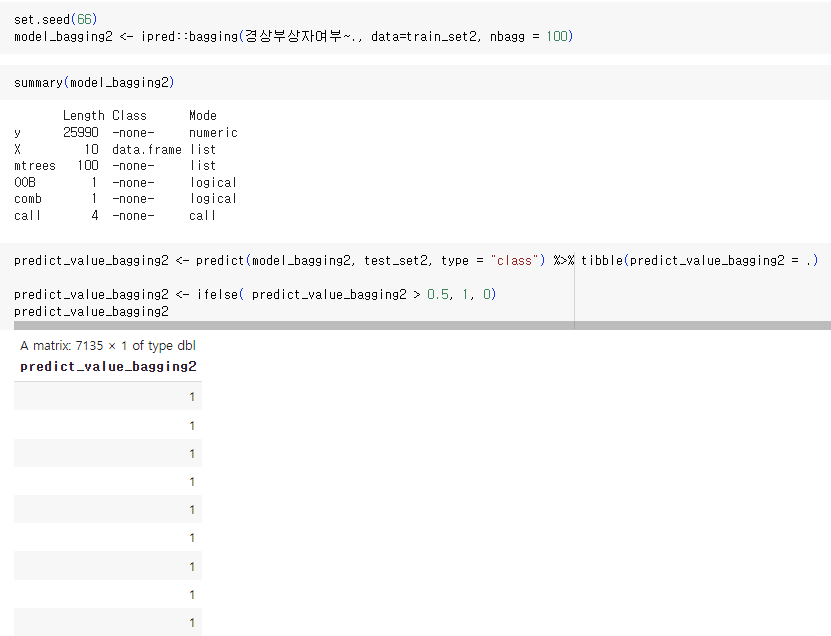 set.seed(66)
model_bagging2 <- ipred::bagging(경상부상자여부~., data=train_set2, nbagg = 100)
summary(model_bagging2)
Length Class Mode
y 25990 -none- numeric
X 10 data.frame list
mtrees 100 -none- list
OOB 1 -none- logical
comb 1 -none- logical
call 4 -none- call
predict_value_bagging2 <- predict(model_bagging2, test_set2, type = "class") %>% tibble(predict_value_bagging2 = .)
predict_value_bagging2 <- ifelse( predict_value_bagging2 > 0.5, 1, 0)
predict_value_bagging2
A matrix: 7135 × 1 of type dbl
predict_value_bagging2
1
1
1
1
1
1
1
1
1